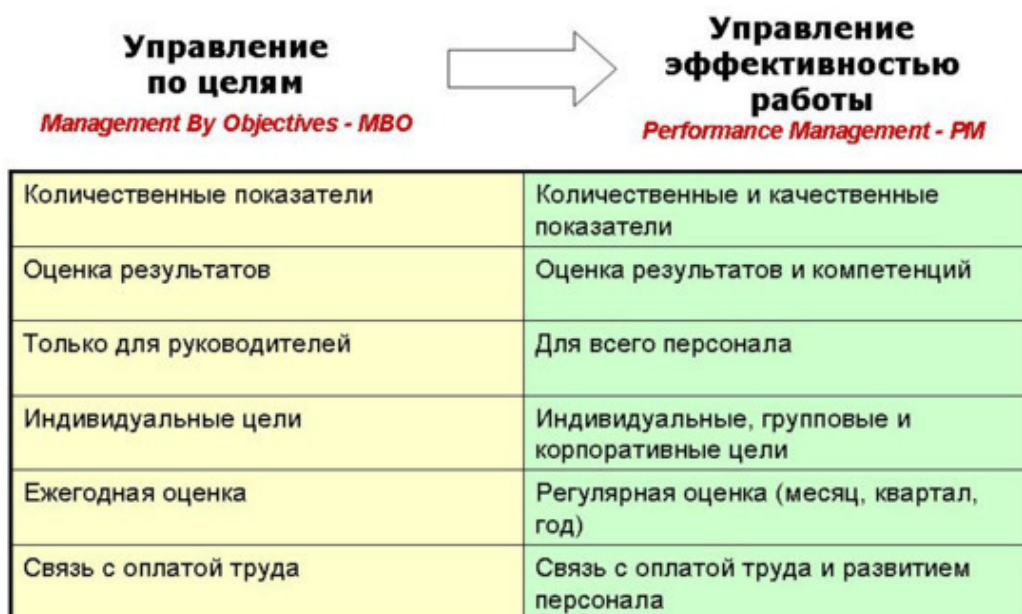 Управление
по целям
Management By Objectives - MBO
Управление
эффективностью
работы
Performance Management - PM
Количественные показатели
Количественные и качественные
показатели
Оценка результатов
Оценка результатов и компетенций
Только для руководителей
Для всего персонала
Индивидуальные цели
Индивидуальные, групповые и
корпоративные цели
Ежегодная оценка
Регулярная оценка (месяц, квартал,
год)
Связь с оплатой труда
Связь с оплатой труда и развитием
персонала